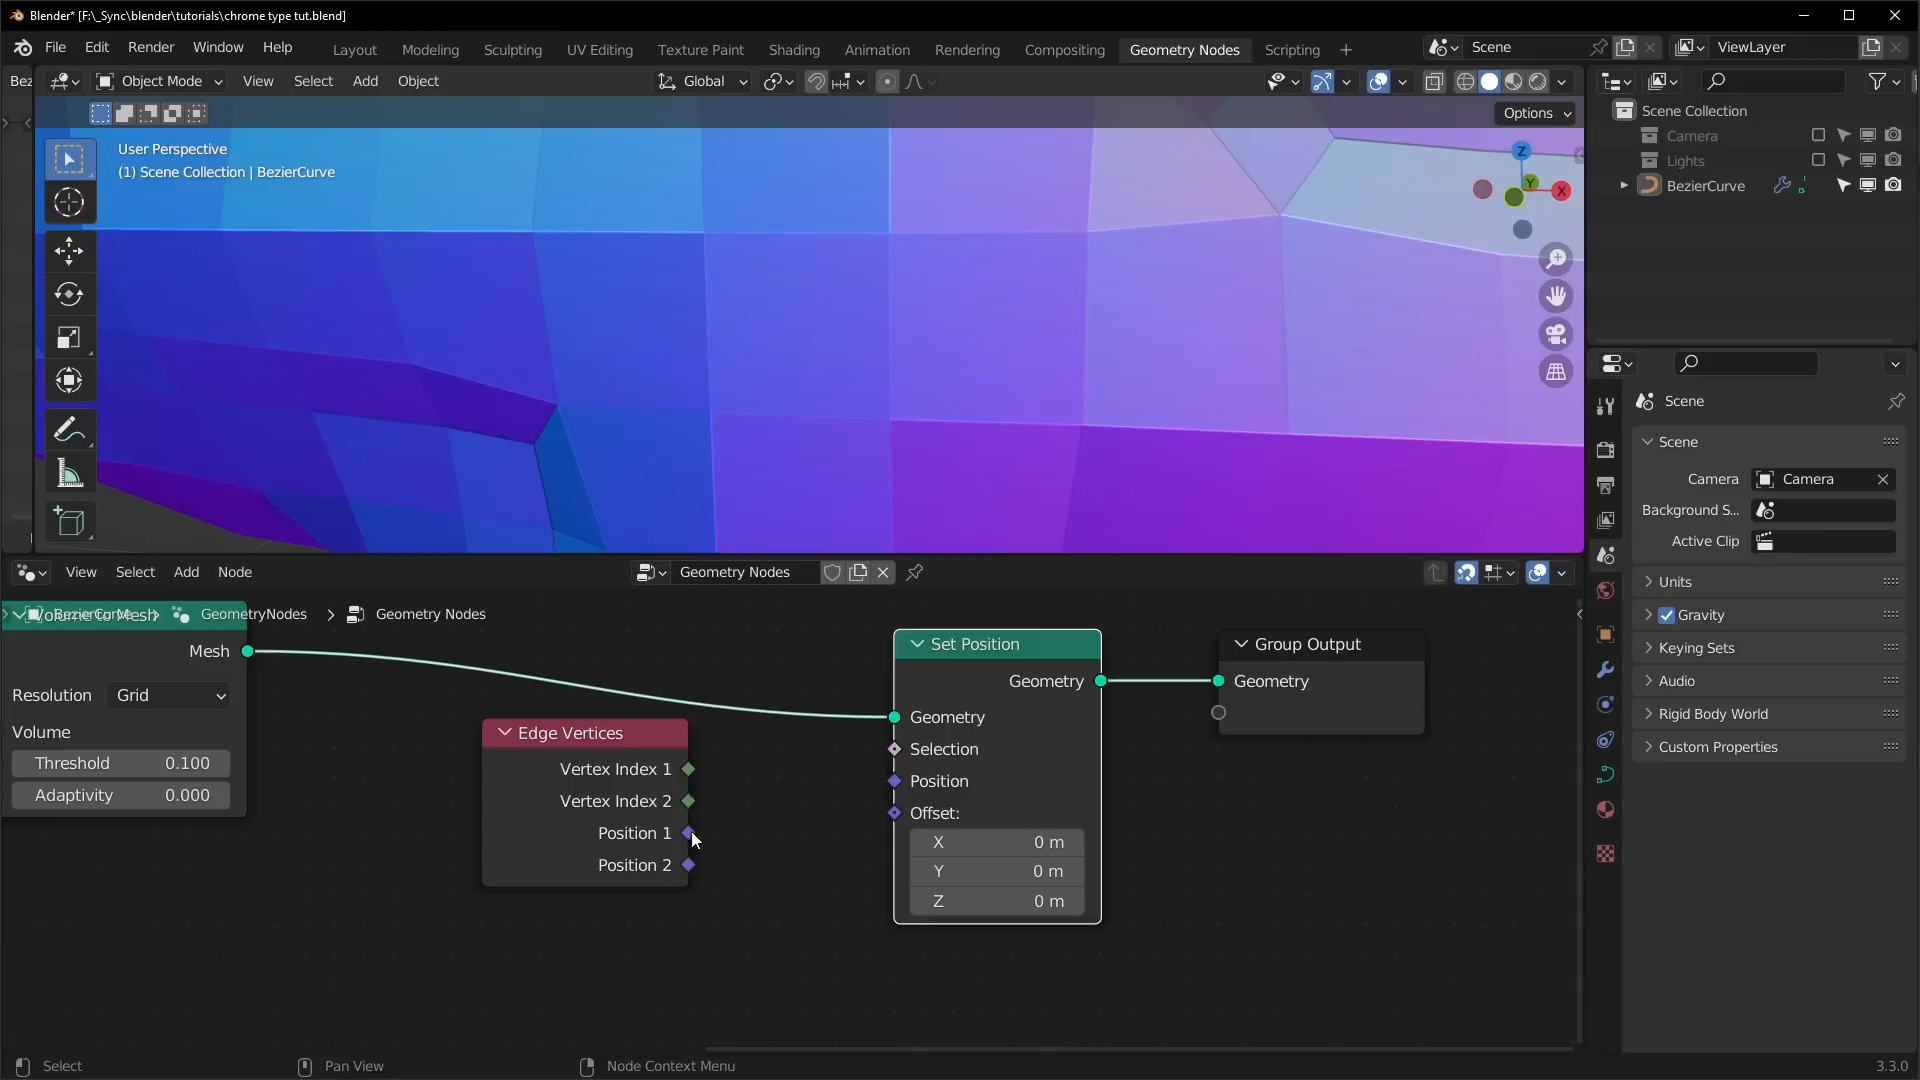 Blender* [F:\_Sync\blender\tutorials\chrome type tut.blend]
File Edit Render Window Help
Layout Modeling Sculpting UV Editing Texture Paint Shading Animation Rendering Compositing Geometry Nodes Scripting
Scene
ViewLayer
Bez
Object Mode View Select Add Object
Global
Options
User Perspective
(1) Scene Collection | BezierCurve
Z
Y
X
Scene Collection
Camera
Lights
BezierCurve
Scene
Scene
Camera Camera
Background S...
Active Clip
Units
Gravity
Keying Sets
Audio
Rigid Body World
Custom Properties
View Select Add Node
Geometry Nodes
BezierCurve
GeometryNodes
Geometry Nodes
Volume to Mesh
Mesh
Resolution Grid
Volume
Threshold 0.100
Adaptivity 0.000
Edge Vertices
Vertex Index 1
Vertex Index 2
Position 1
Position 2
Set Position
Geometry
Geometry
Selection
Position
Offset:
X 0 m
Y 0 m
Z 0 m
Group Output
Geometry
Select
Pan View
Node Context Menu
3.3.0